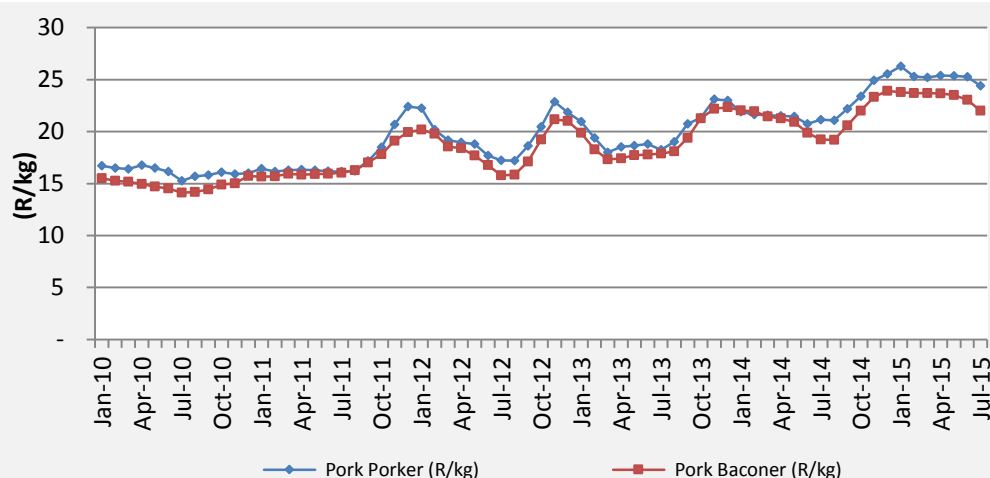 30
25
20
15
10
5
-
(R/kg)
Jan-10
Apr-10
Jul-10
Oct-10
Jan-11
Apr-11
Jul-11
Oct-11
Jan-12
Apr-12
Jul-12
Oct-12
Jan-13
Apr-13
Jul-13
Oct-13
Jan-14
Apr-14
Jul-14
Oct-14
Jan-15
Apr-15
Jul-15
Pork Porker (R/kg)
Pork Baconer (R/kg)